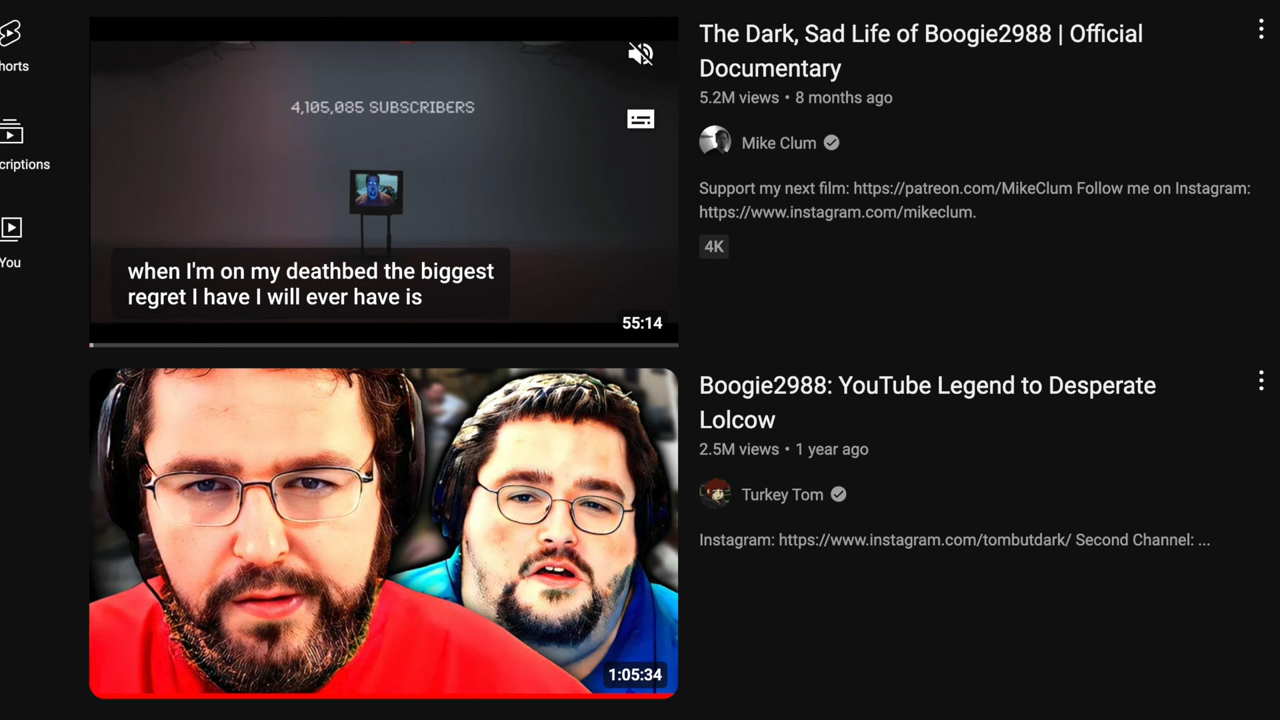 horts
criptions
You
4,105,085 SUBSCRIBERS
when I'm on my deathbed the biggest
regret I have I will ever have is
55:14
The Dark, Sad Life of Boogie2988 | Official
Documentary
5.2M views • 8 months ago
Mike Clum
Support my next film: https://patreon.com/MikeClum Follow me on Instagram:
https://www.instagram.com/mikeclum.
4K
1:05:34
Boogie2988: YouTube Legend to Desperate
Lolcow
2.5M views • 1 year ago
Turkey Tom
Instagram: https://www.instagram.com/tombutdark/ Second Channel: ...